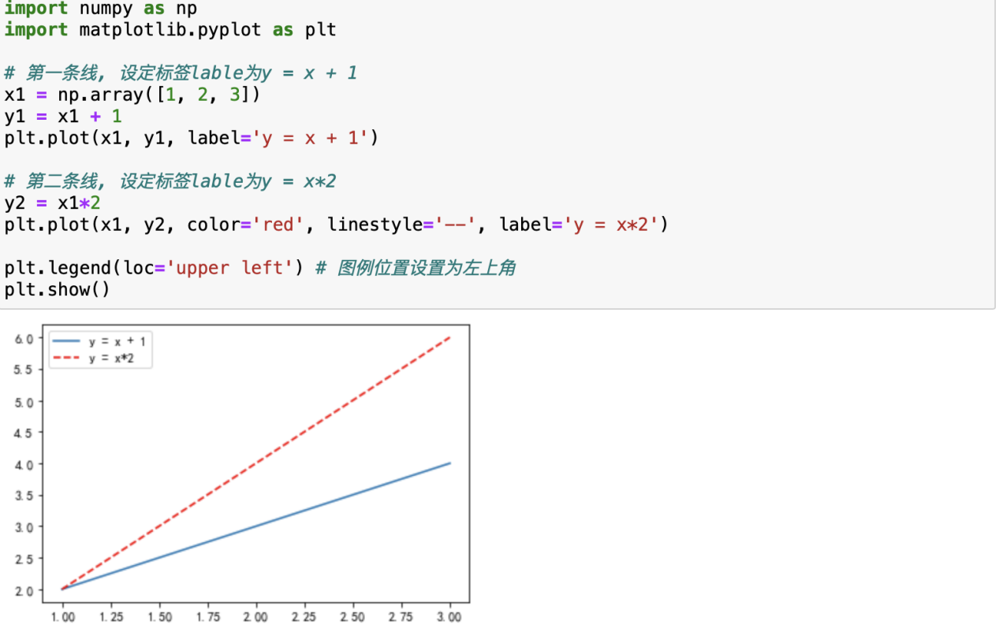 import numpy as np
import matplotlib.pyplot as plt
# 第一条线, 设定标签lable为y = x + 1
x1 = np.array([1, 2, 3])
y1 = x1 + 1
plt.plot(x1, y1, label='y = x + 1')
# 第二条线, 设定标签lable为y = x*2
y2 = x1*2
plt.plot(x1, y2, color='red', linestyle='--', label='y = x*2')
plt.legend(loc='upper left') # 图例位置设置为左上角
plt.show()
y = x + 1
y = x*2
6.0
5.5
5.0
4.5
4.0
3.5
3.0
2.5
2.0
1.00 1.25 1.50 1.75 2.00 2.25 2.50 2.75 3.00